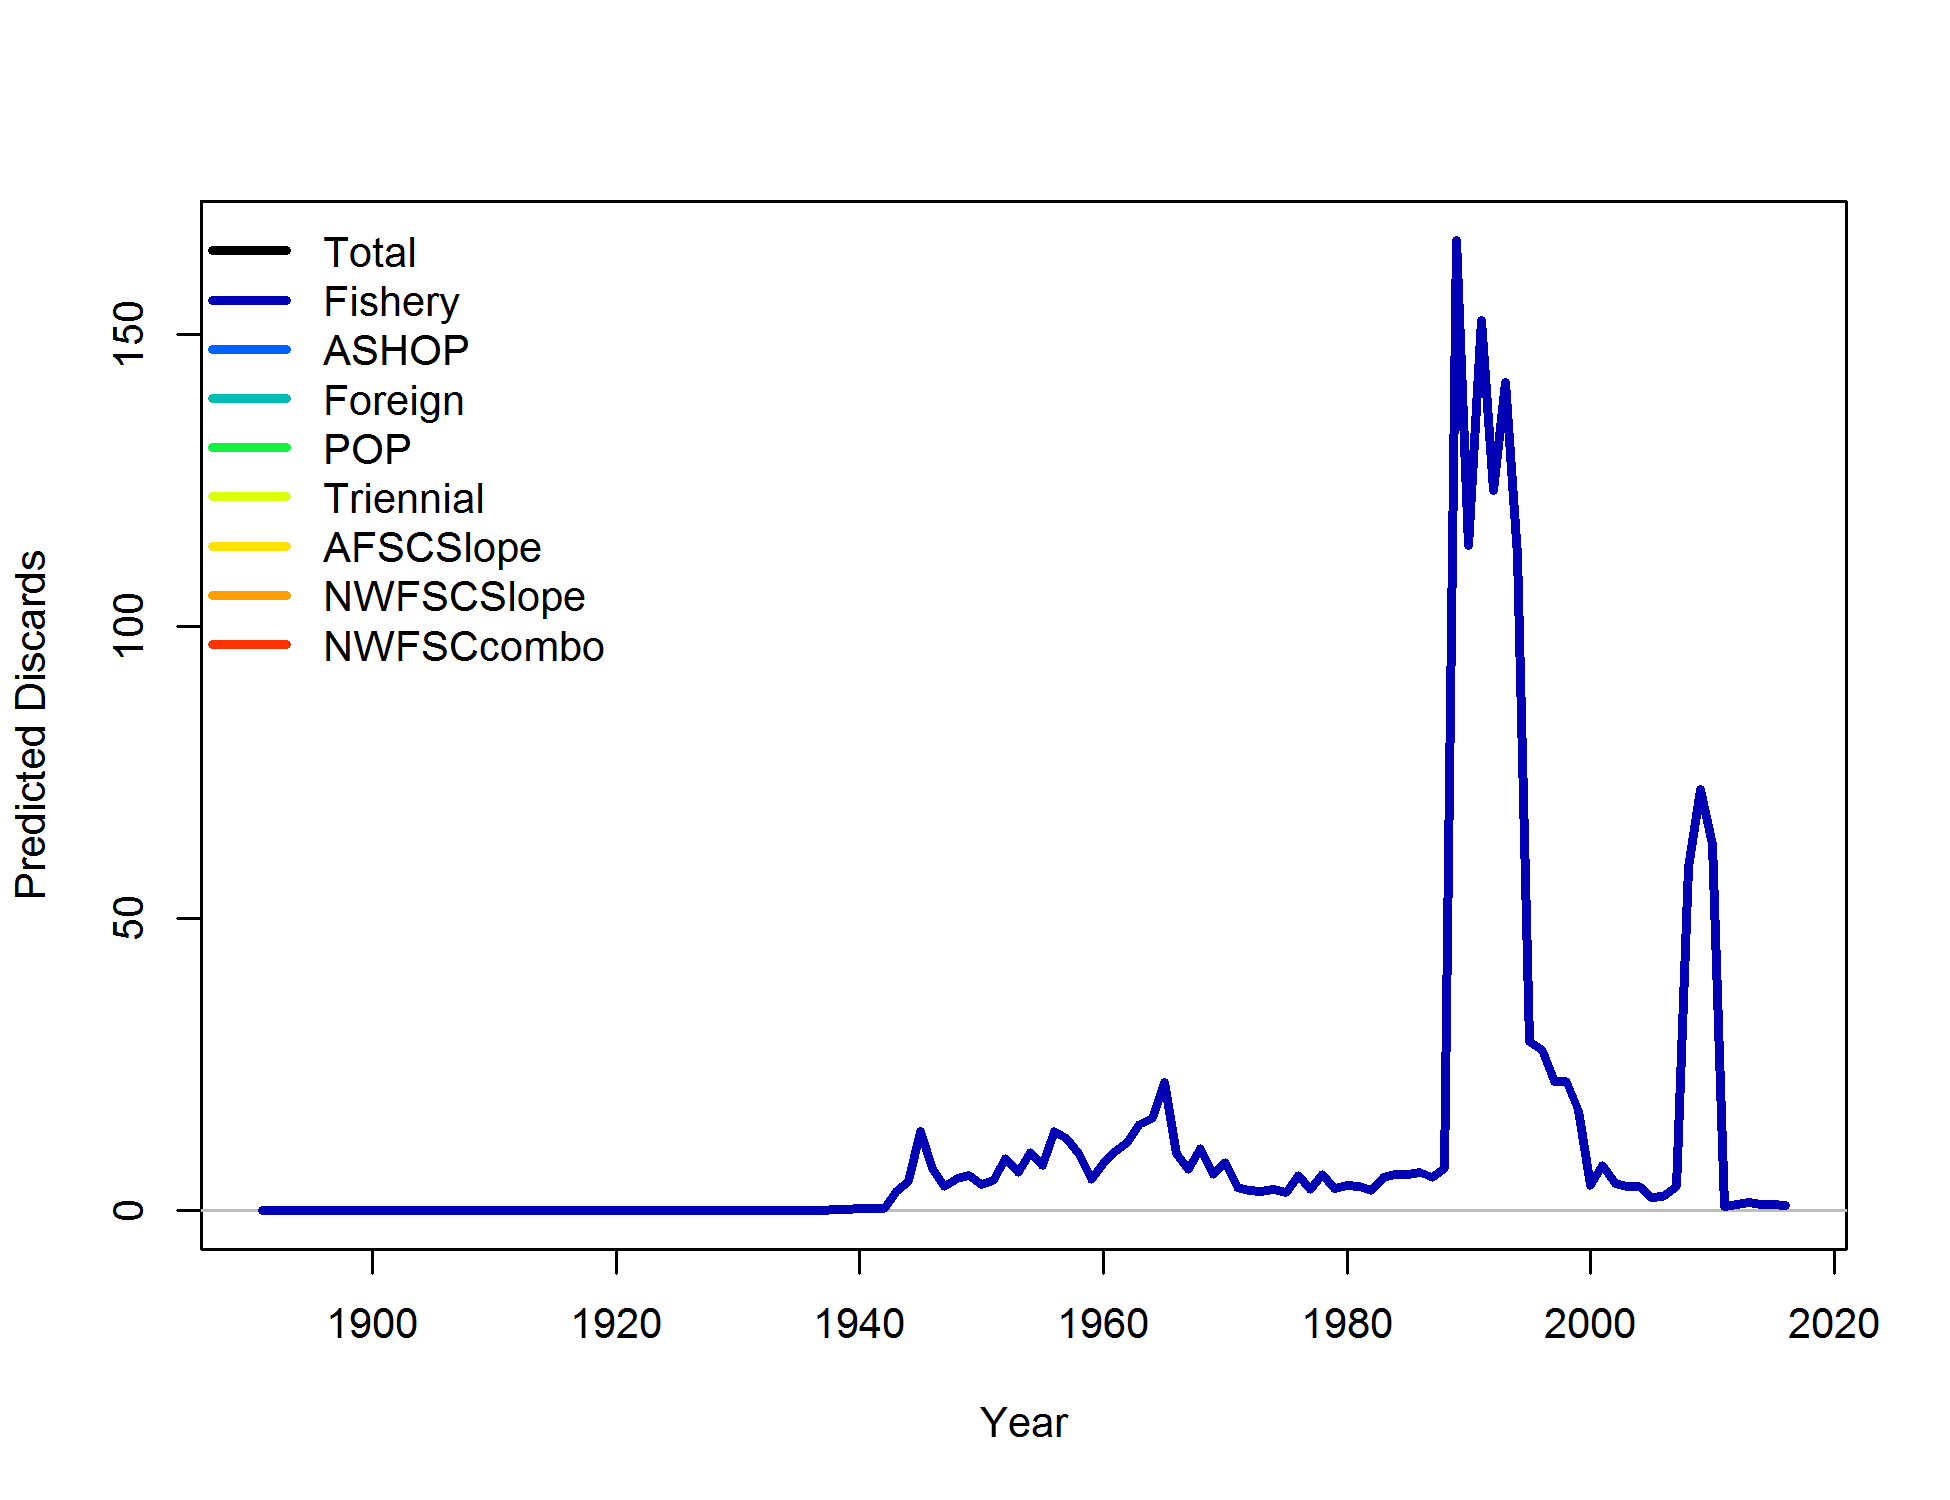 Total
Fishery
ASHOP
Foreign
POP
Triennial
AFSCSlope
NWFSCSlope
NWFSCcombo
Predicted Discards
150
100
50
0
1900 1920 1940 1960 1980 2000 2020
Year